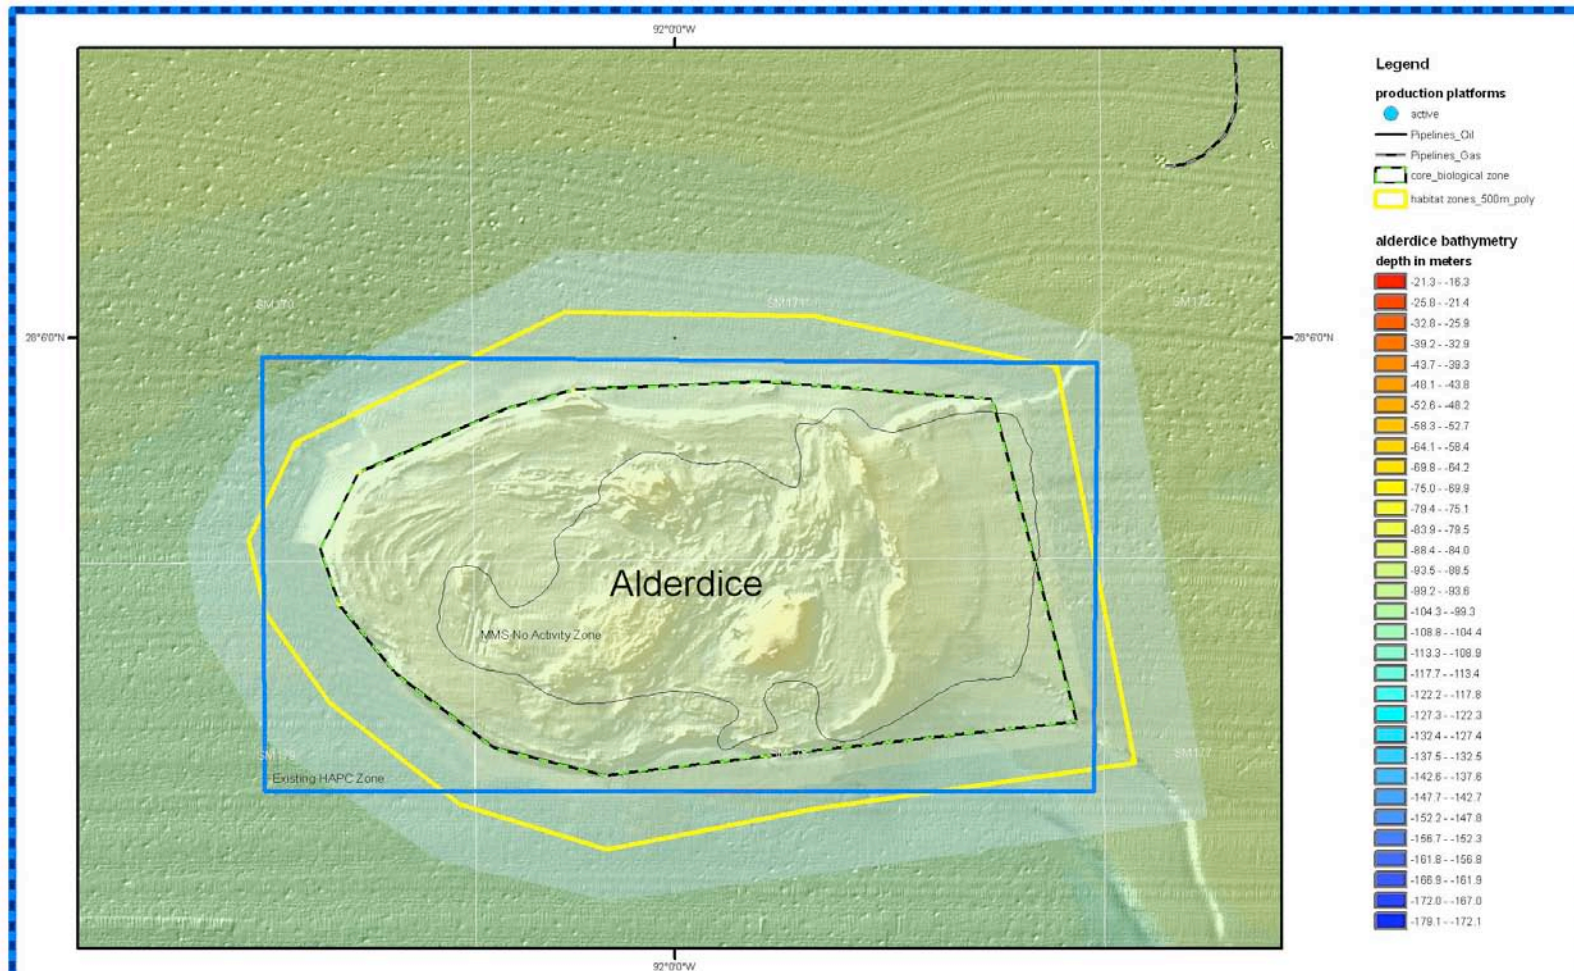 92°0'0"W
Legend
production platforms
active
Pipelines_Oil
Pipelines_Gas
core_biological zone
habitat zones_500m_poly
alderdice bathymetry
depth in meters
-21.3 - -16.3
-25.8 - -21.4
-32.8 - -25.9
-39.2 - -32.9
-43.7 - -39.3
-48.1 - -43.8
-52.6 - -48.2
-58.3 - -52.7
-64.1 - -58.4
-69.8 - -64.2
-75.0 - -69.9
-79.4 - -75.1
-83.9 - -79.5
-88.4 - -84.0
-93.5 - -88.5
-99.2 - -93.6
-104.3 - -99.3
-108.8 - -104.4
-113.3 - -108.9
-117.7 - -113.4
-122.2 - -117.8
-127.3 - -122.3
-132.4 - -127.4
-137.5 - -132.5
-142.6 - -137.6
-147.7 - -142.7
-152.2 - -147.8
-156.7 - -152.3
-161.8 - -156.8
-166.9 - -161.9
-172.0 - -167.0
-179.1 - -172.1
SM170
SM171
SM172
28°6'0"N
28°6'0"N
Alderdice
MMS No Activity Zone
Existing HAPC Zone
92°0'0"W